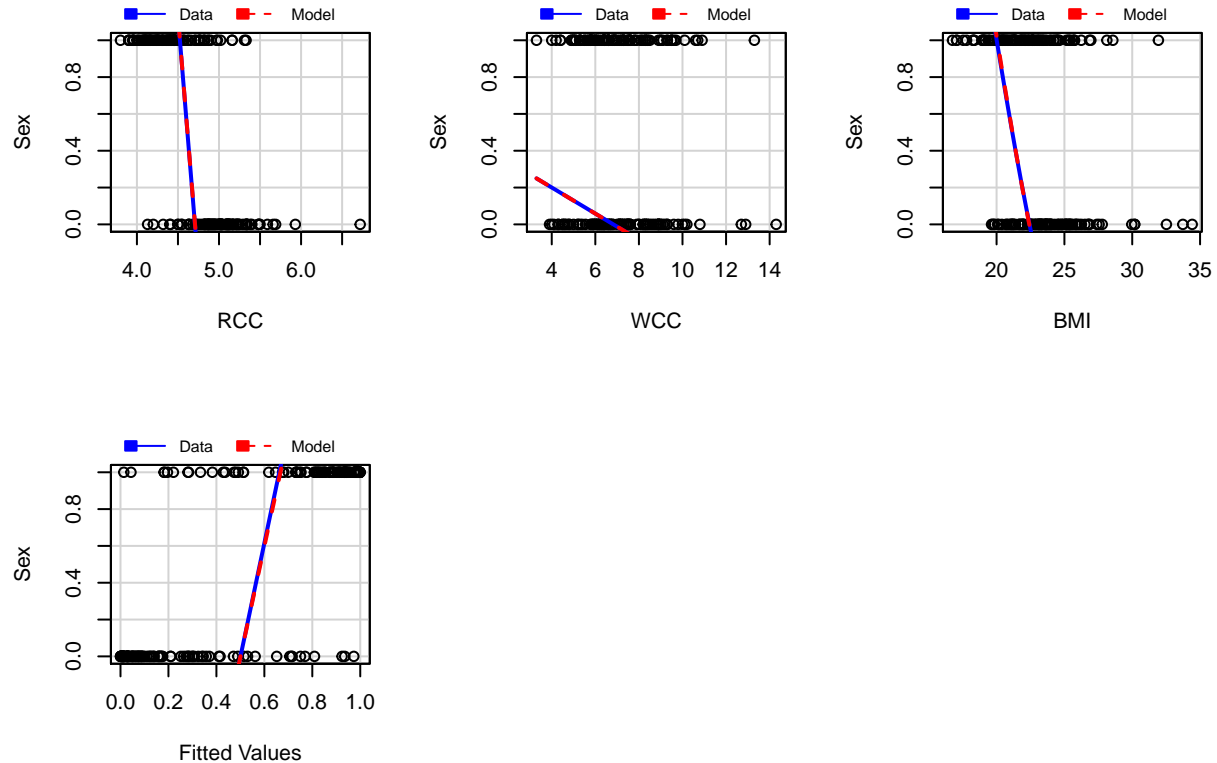 Data Model
Sex
0.0 0.4 0.8
4.0 5.0 6.0
RCC
Data Model
Sex
0.0 0.4 0.8
4 6 8 10 12 14
WCC
Data Model
Sex
0.0 0.4 0.8
20 25 30 35
BMI
Data Model
Sex
0.0 0.4 0.8
0.0 0.2 0.4 0.6 0.8 1.0
Fitted Values